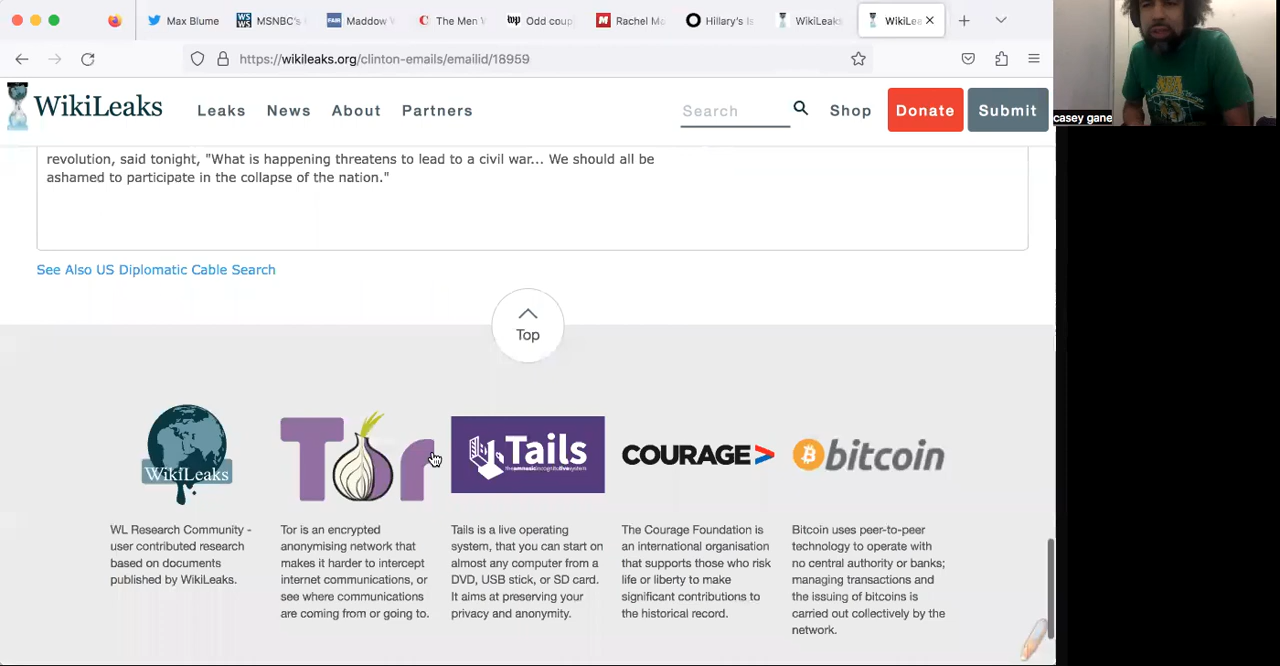 Max Blume
MSNBC's
Maddow
The Men
Odd coup
Rachel Ma
Hillary's
WikiLeaks
WikiLee
https://wikileaks.org/clinton-emails/emailid/18959
WikiLeaks Leaks News About Partners Search Shop Donate Submit
casey gane
revolution, said tonight, "What is happening threatens to lead to a civil war... We should all be
ashamed to participate in the collapse of the nation."
See Also US Diplomatic Cable Search
Top
WikiLeaks
Tor
Tails
COURAGE
bitcoin
WL Research Community -
user contributed research
based on documents
published by WikiLeaks.
Tor is an encrypted
anonymising network that
makes it harder to intercept
internet communications, or
see where communications
are coming from or going to.
Tails is a live operating
system, that you can start on
almost any computer from a
DVD, USB stick, or SD card.
It aims at preserving your
privacy and anonymity.
The Courage Foundation is
an international organisation
that supports those who risk
life or liberty to make
significant contributions to
the historical record.
Bitcoin uses peer-to-peer
technology to operate with
no central authority or banks;
managing transactions and
the issuing of bitcoins is
carried out collectively by the
network.